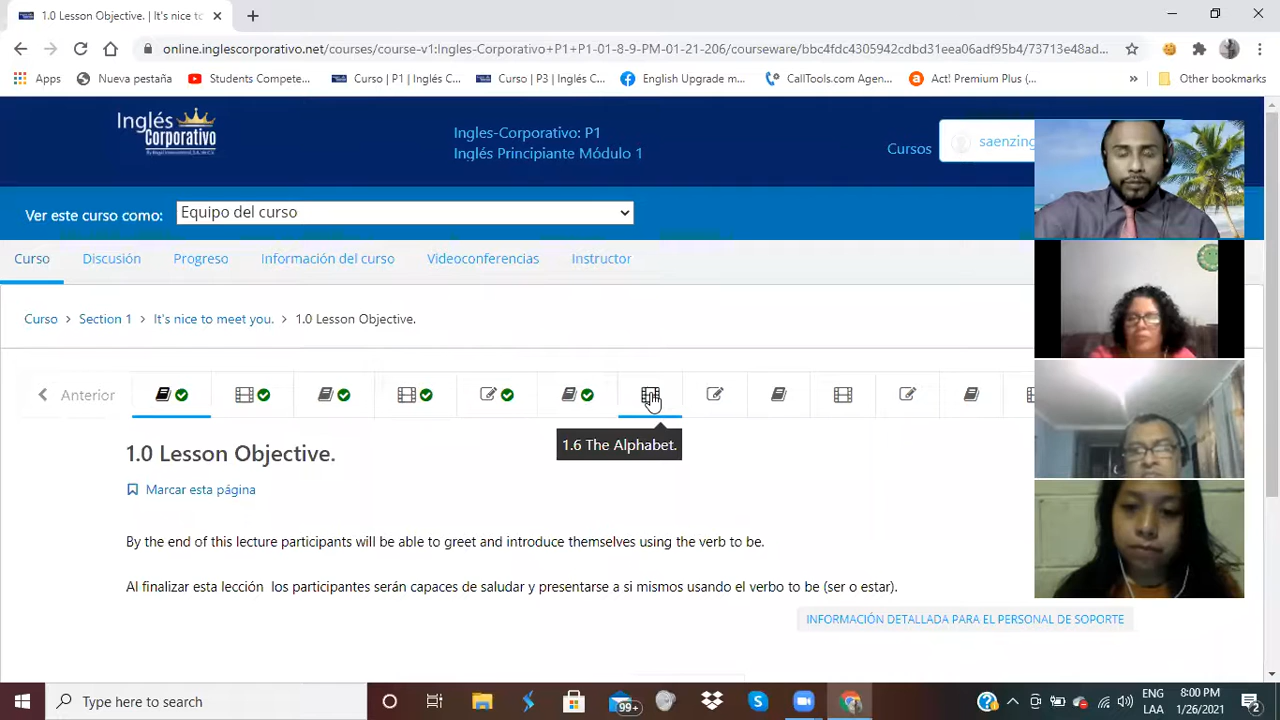 1.0 Lesson Objective. | It's nice to
online.inglescorporativo.net/courses/course-v1:Ingles-Corporativo+P1+P1-01-8-9-PM-01-21-206/courseware/bbc4fdc4305942cdbd31eea06adf95b4/73713e48ad...
Apps
Nueva pestaña
Students Compete...
Curso | P1 | Inglés C...
Curso | P3 | Inglés C...
English Upgrade m...
CallTools.com Agen...
Act! Premium Plus (...
»
Other bookmarks
Inglés
Corporativo
Ingles-Corporativo: P1
Inglés Principiante Módulo 1
Cursos
saenzing
Ver este curso como:
Equipo del curso
Curso
Discusión
Progreso
Información del curso
Videoconferencias
Instructor
Curso > Section 1 > It's nice to meet you. > 1.0 Lesson Objective.
Anterior
1.6 The Alphabet.
1.0 Lesson Objective.
Marcar esta página
By the end of this lecture participants will be able to greet and introduce themselves using the verb to be.
Al finalizar esta lección los participantes serán capaces de saludar y presentarse a si mismos usando el verbo to be (ser o estar).
INFORMACIÓN DETALLADA PARA EL PERSONAL DE SOPORTE
Type here to search
99+
ENG
LAA
8:00 PM
1/26/2021
2